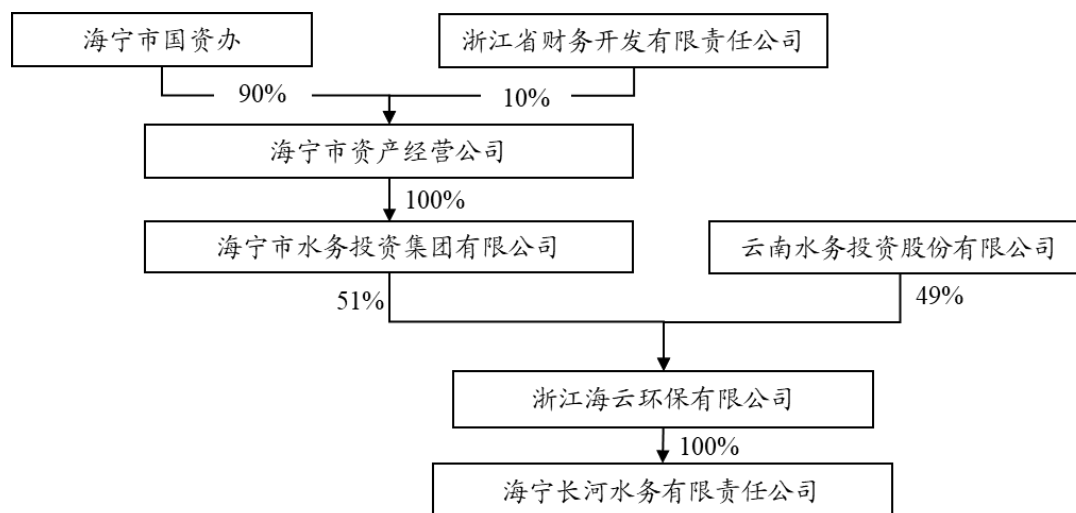 海宁市国资办
浙江省财务开发有限责任公司
90%
10%
海宁市资产经营公司
100%
海宁市水务投资集团有限公司
云南水务投资股份有限公司
51%
49%
浙江海云环保有限公司
100%
海宁长河水务有限责任公司